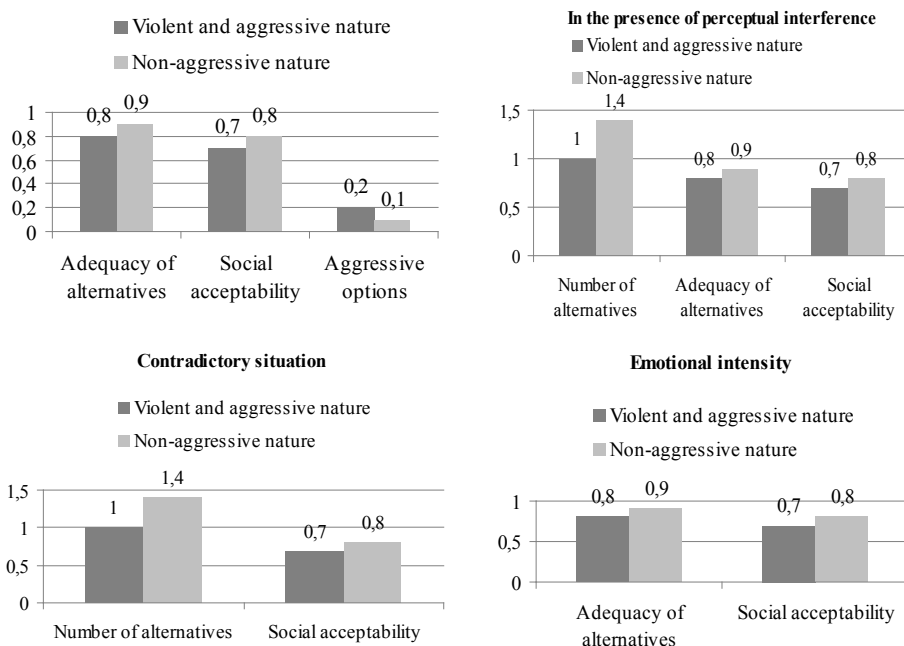 Violent and aggressive nature
Non-aggressive nature
0,8
0,9
0,7
0,8
0,2
0,1
1
0,8
0,6
0,4
0,2
0
Adequacy of
alternatives
Social
acceptability
Aggressive
options
In the presence of perceptual interference
Violent and aggressive nature
Non-aggressive nature
1
1,4
0,8
0,9
0,7
0,8
1,5
1
0,5
0
Number of
alternatives
Adequacy of
alternatives
Social
acceptability
Contradictory situation
Violent and aggressive nature
Non-aggressive nature
1
1,4
0,7
0,8
1,5
1
0,5
0
Number of alternatives
Social acceptability
Emotional intensity
Violent and aggressive nature
Non-aggressive nature
0,8
0,9
0,7
0,8
1
0,5
0
Adequacy of
alternatives
Social acceptability